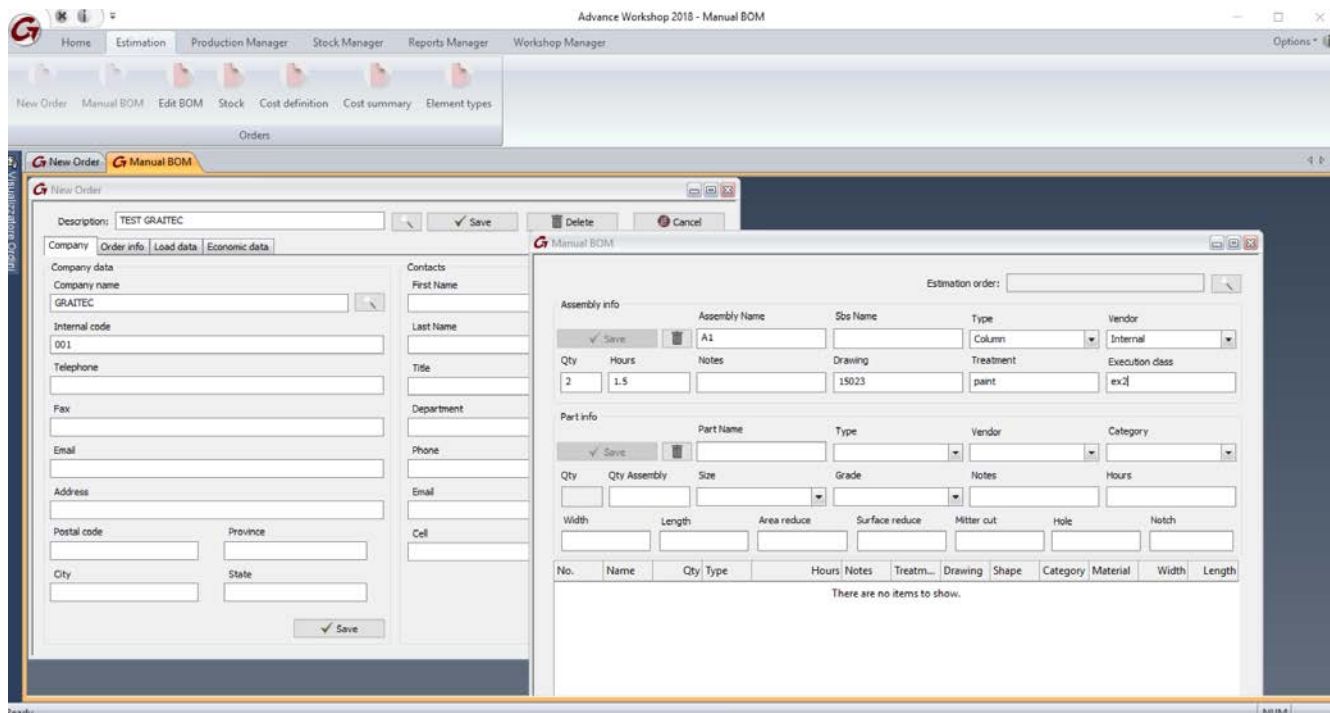 Advance Workshop 2018 - Manual BOM
Home Estimation Production Manager Stock Manager Reports Manager Workshop Manager Options
New Order Manual BOM Edit BOM Stock Cost definition Cost summary Element types
Orders
New Order Manual BOM
Visualizzatore Ordini
New Order
Description: TEST GRAITEC Save Delete Cancel
Company Order info Load data Economic data
Company data
Company name
GRAITEC
Internal code
001
Telephone
Fax
Email
Address
Postal code Province
City State
Save
Contacts
First Name
Last Name
Title
Department
Phone
Email
Cell
Manual BOM
Estimation order:
Assembly info
Assembly Name Sbs Name Type Vendor
Save A1 Column Internal
Qty Hours Notes Drawing Treatment Execution class
2 1.5 15023 paint ex2
Part info
Part Name Type Vendor Category
Save
Qty Qty Assembly Size Grade Notes Hours
Width Length Area reduce Surface reduce Mitter cut Hole Notch
No. Name Qty Type Hours Notes Treatm... Drawing Shape Category Material Width Length
There are no items to show.
Ready NUM